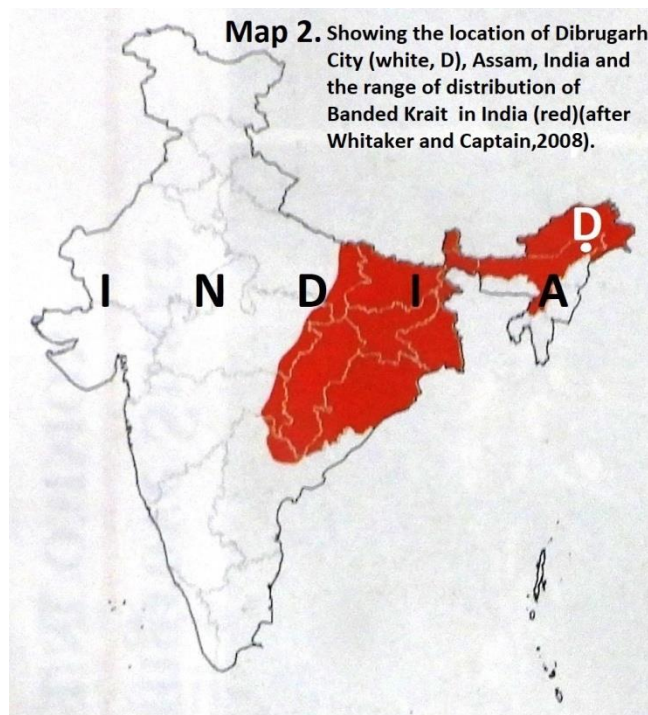 Map 2. Showing the location of Dibrugarh
City (white, D), Assam, India and
the range of distribution of
Banded Krait in India (red)(after
Whitaker and Captain,2008).
D
I N D I A